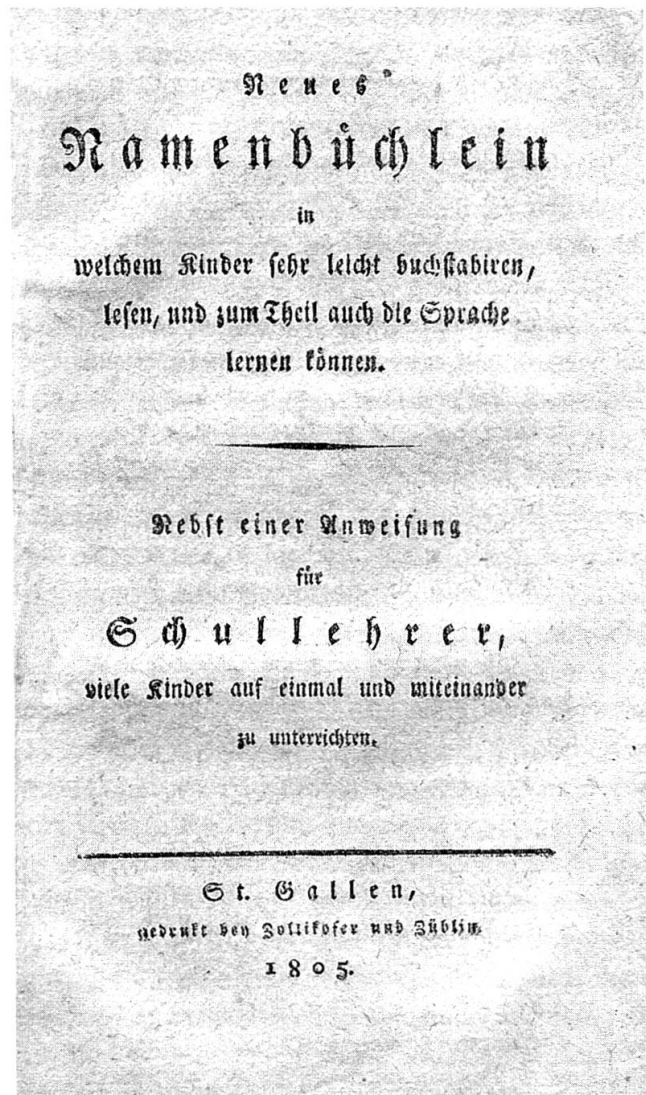 Neues
Namenbüchlein
in
welchem Kinder sehr leicht buchstabiren,
lesen, und zum Theil auch die Sprache
lernen können.
Nebst einer Anweisung
für
Schullehrer,
viele Kinder auf einmal und miteinander
zu unterrichten.
St. Gallen,
gedrukt bey Zollikofer und Züblin.
1805.